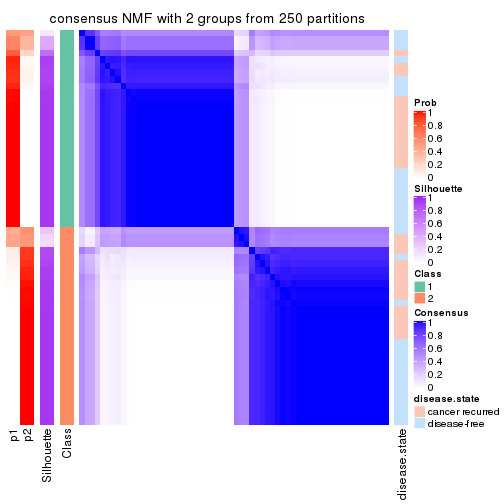 consensus NMF with 2 groups from 250 partitions
Prob
1
0.8
0.6
0.4
0.2
0
Silhouette
1
0.8
0.6
0.4
0.2
0
Class
1
2
Consensus
1
0.8
0.6
0.4
0.2
0
disease.state
cancer recurred
disease-free
p1
p2
Silhouette
Class
disease.state